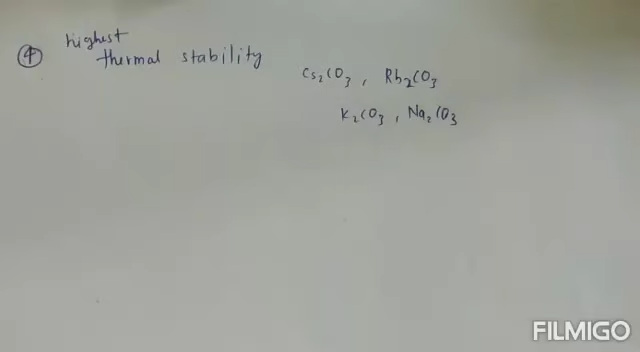 ④ highest
thermal stability
Cs₂CO₃, Rb₂CO₃
K₂CO₃, Na₂CO₃
FILMIGO